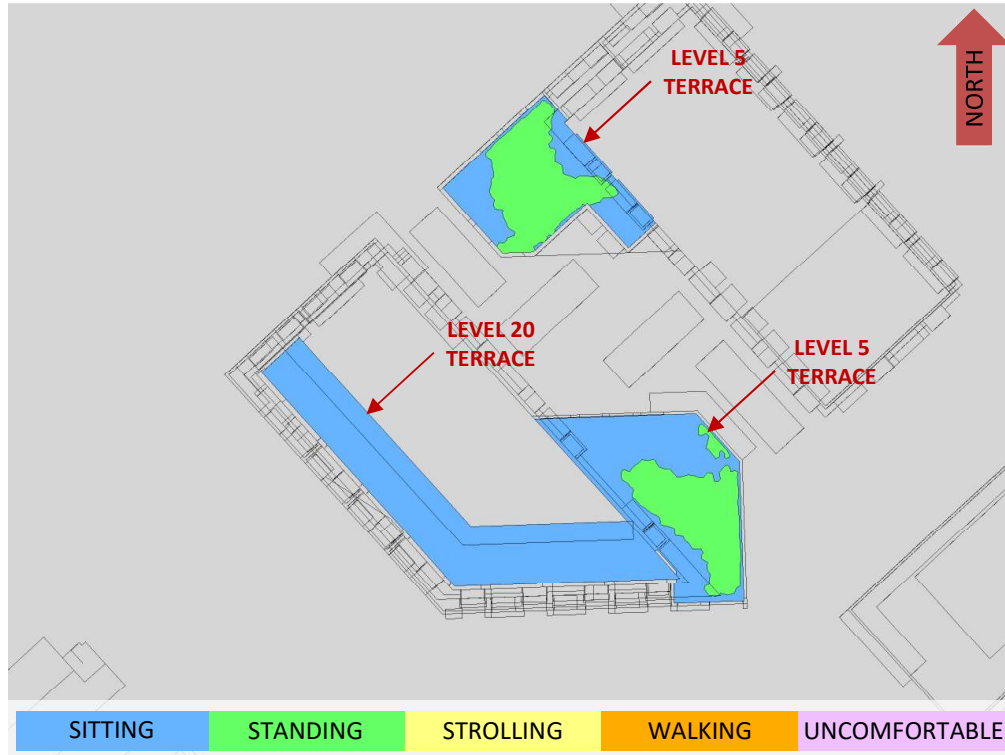 LEVEL 5
TERRACE
NORTH
LEVEL 20
TERRACE
LEVEL 5
TERRACE
SITTING
STANDING
STROLLING
WALKING
UNCOMFORTABLE